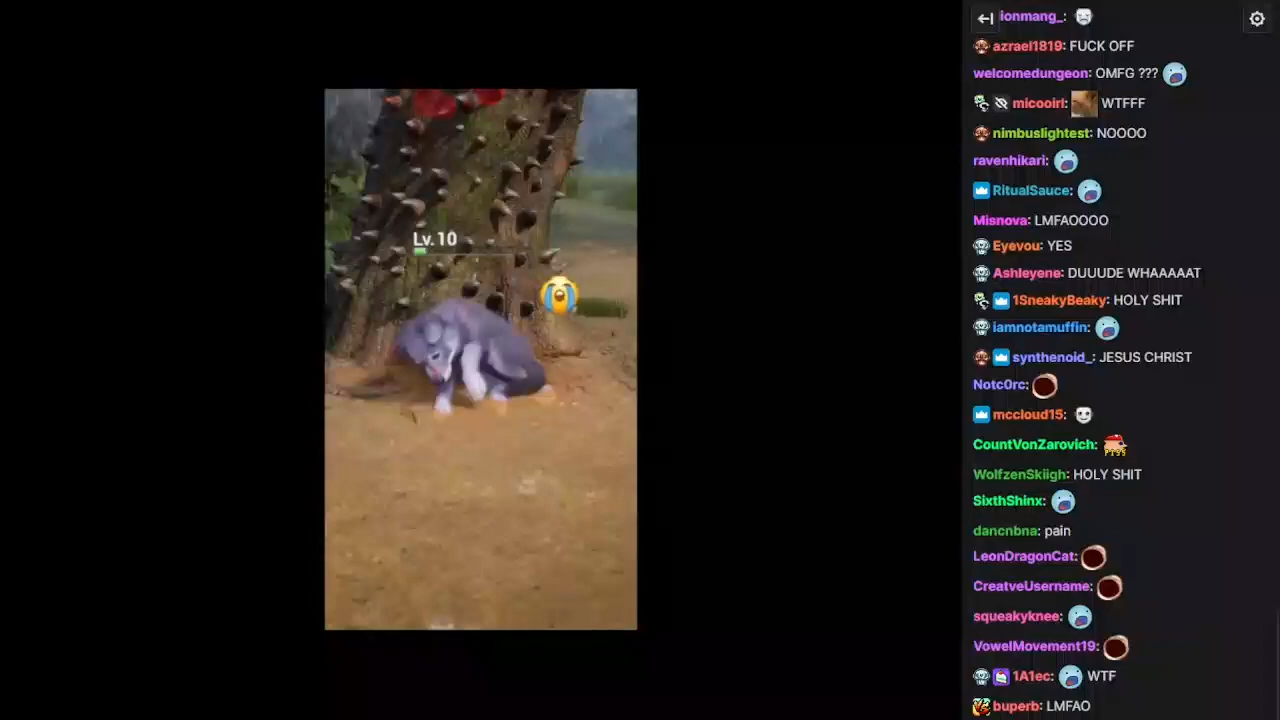 Lv.10
ionmang_:
azrael1819: FUCK OFF
welcomedungeon: OMFG ???
micooirl: WTFFF
nimbuslightest: NOOOO
ravenhikari:
RitualSauce:
Misnova: LMFAOOOO
Eyevou: YES
Ashleyene: DUUUDE WHAAAAT
1SneakyBeaky: HOLY SHIT
iamnotamuffin:
synthenoid_: JESUS CHRIST
Notc0rc:
mccloud15:
CountVonZarovich:
WolfzenSkiigh: HOLY SHIT
SixthShinx:
dancnbna: pain
LeonDragonCat:
CreatveUsername:
squeakyknee:
VowelMovement19:
1A1ec: WTF
buperb: LMFAO